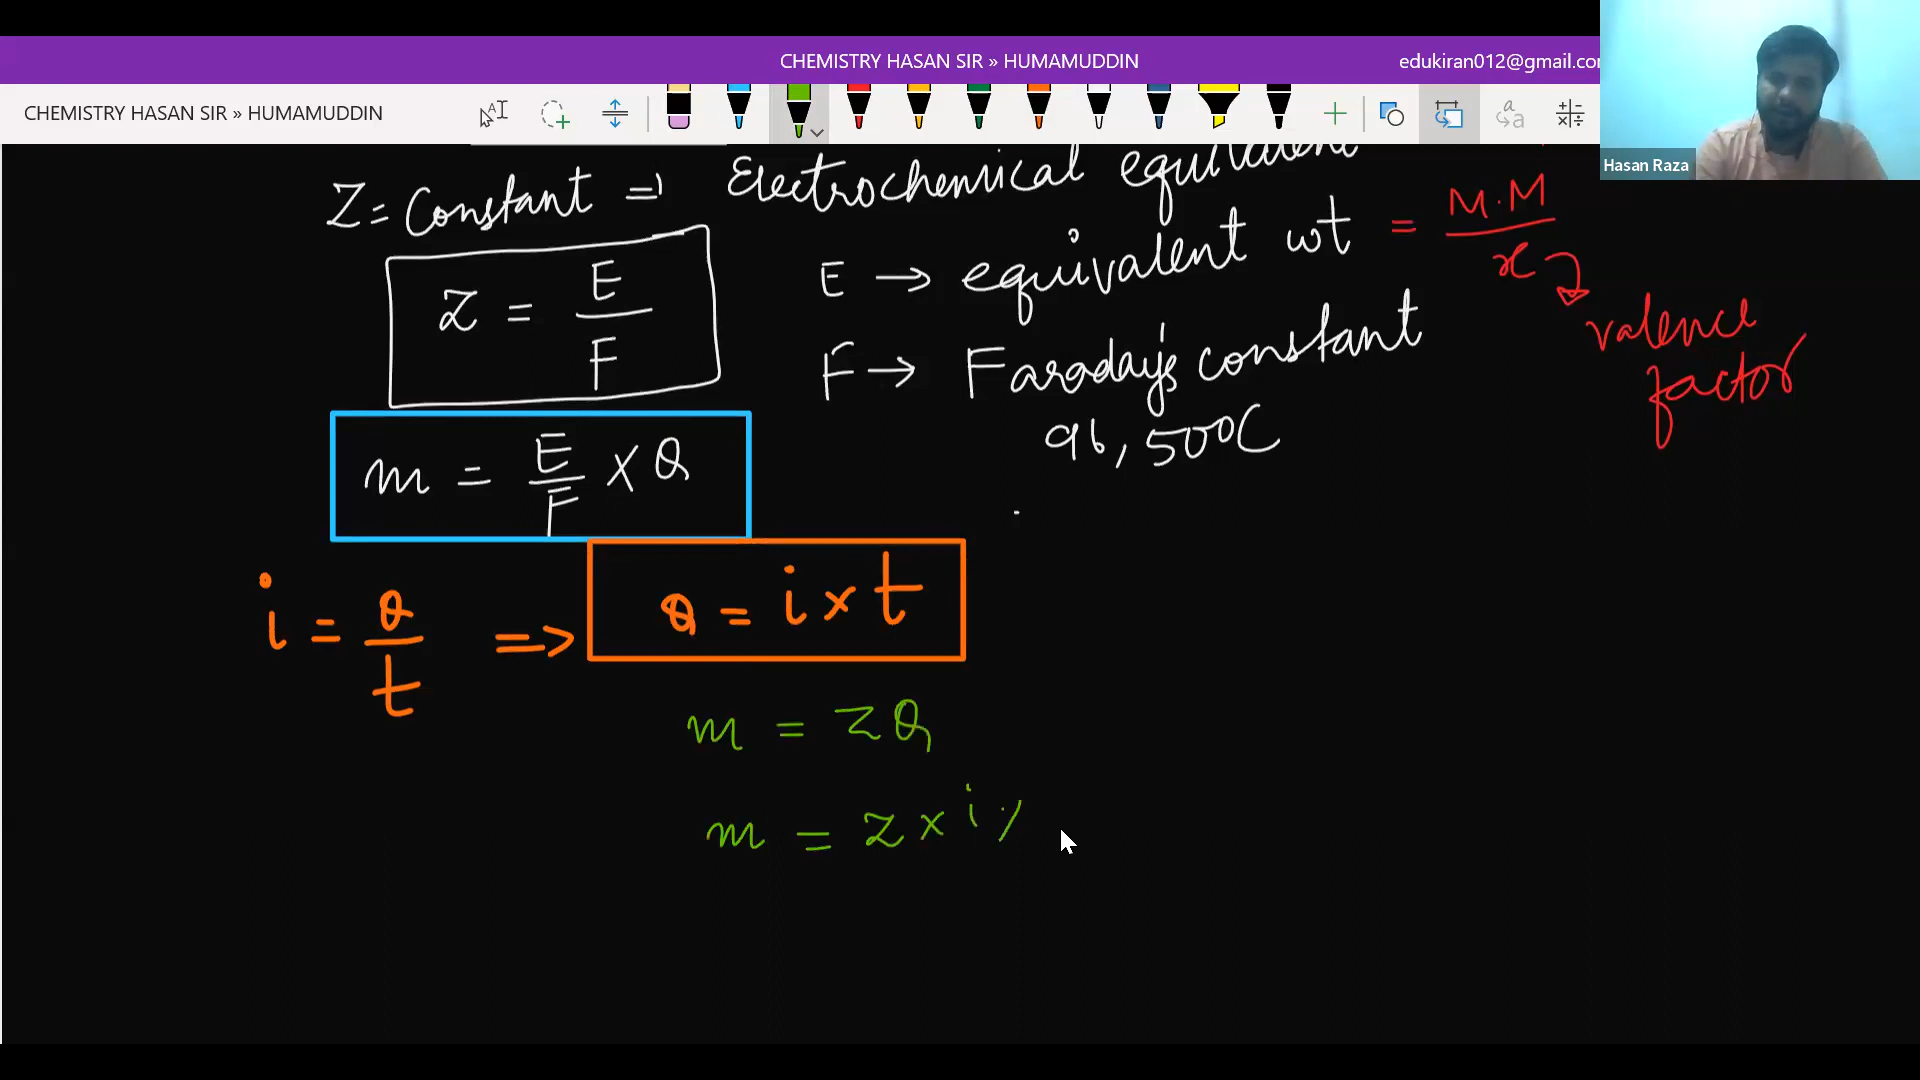 CHEMISTRY HASAN SIR » HUMAMUDDIN
edukiran012@gmail.co
CHEMISTRY HASAN SIR » HUMAMUDDIN
Hasan Raza
Z = Constant => Electrochemical equivalent
Z = E/F
E → equivalent wt = M.M/x
valence factor
F → Faraday's constant
96,500C
m = E/F × Q
i = Q/t => Q = i × t
m = ZQ
m = Z × i